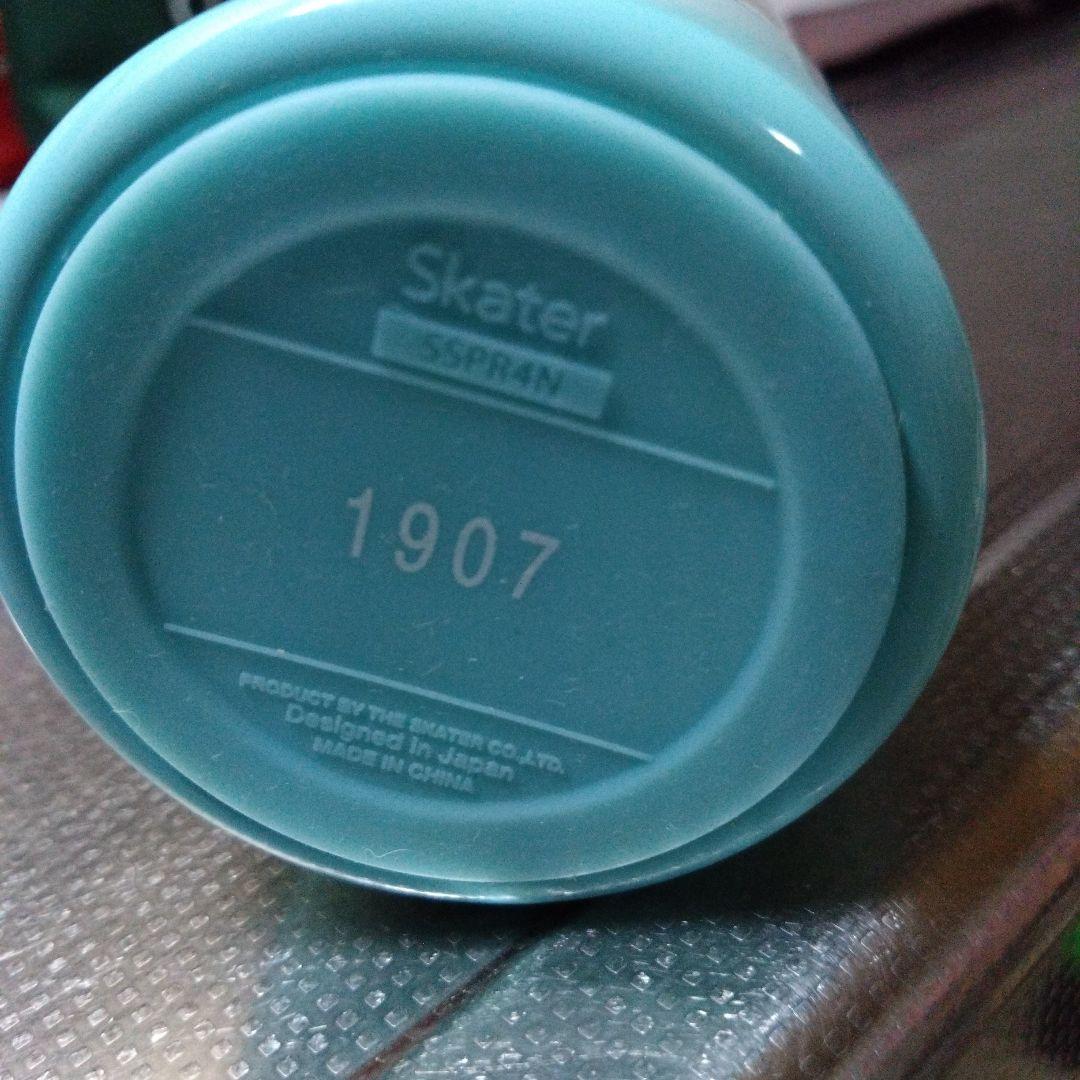 Skater
SSPR4N
1907
PRODUCT BY THE SKATER CO.,LTD.
Designed in Japan
MADE IN CHINA